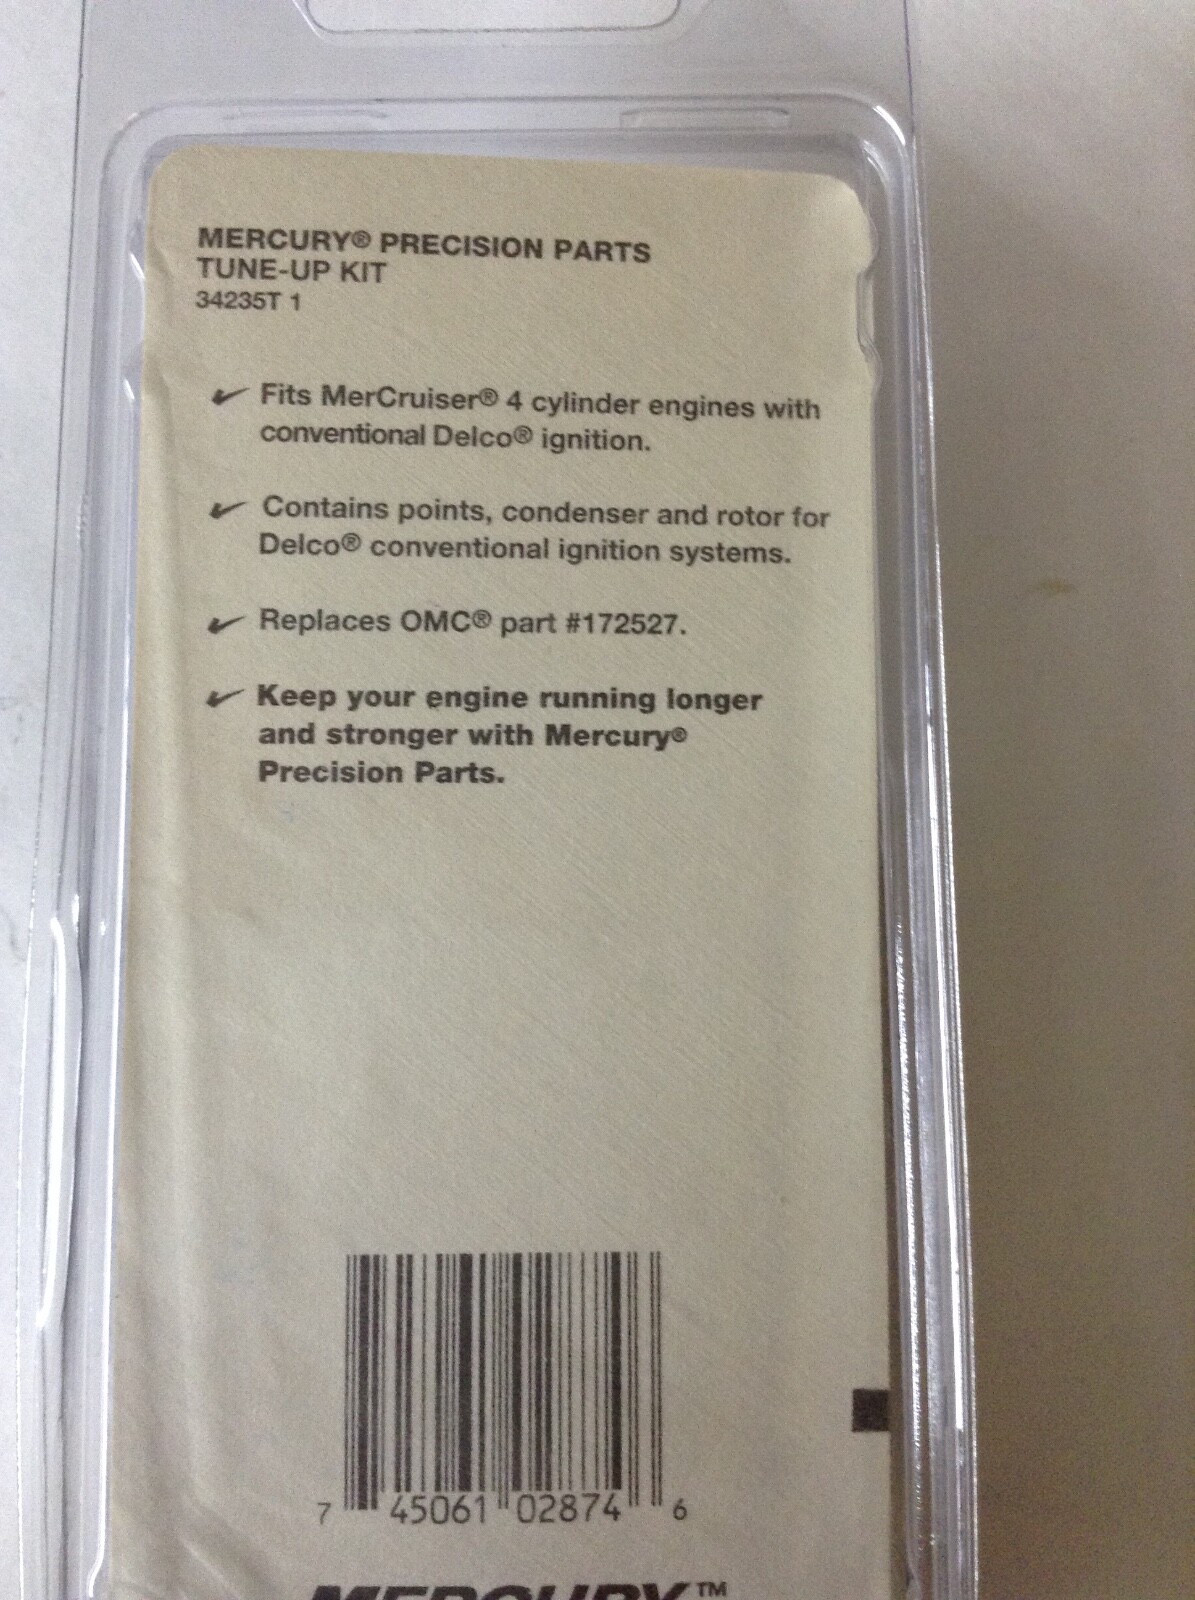 MERCURY® PRECISION PARTS
TUNE-UP KIT
34235T 1
Fits MerCruiser® 4 cylinder engines with
conventional Delco® ignition.
Contains points, condenser and rotor for
Delco® conventional ignition systems.
Replaces OMC® part #172527.
Keep your engine running longer
and stronger with Mercury®
Precision Parts.
7 45061 02874 6
MERCURY™